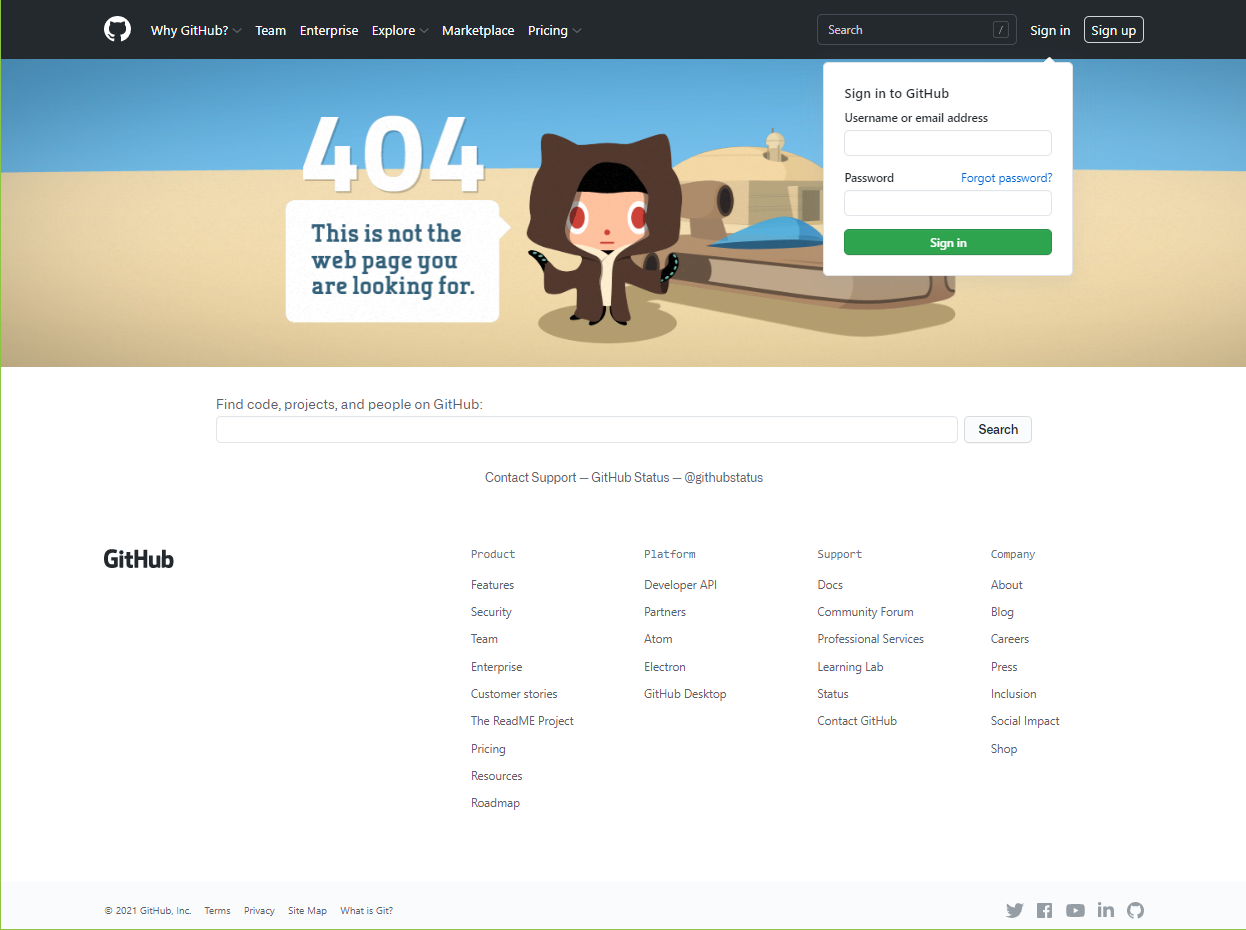 Why GitHub? Team Enterprise Explore Marketplace Pricing Search / Sign in Sign up
Sign in to GitHub
Username or email address
Password Forgot password?
Sign in
404
This is not the
web page you
are looking for.
Find code, projects, and people on GitHub:
Search
Contact Support — GitHub Status — @githubstatus
GitHub
Product
Features
Security
Team
Enterprise
Customer stories
The ReadME Project
Pricing
Resources
Roadmap
Platform
Developer API
Partners
Atom
Electron
GitHub Desktop
Support
Docs
Community Forum
Professional Services
Learning Lab
Status
Contact GitHub
Company
About
Blog
Careers
Press
Inclusion
Social Impact
Shop
© 2021 GitHub, Inc. Terms Privacy Site Map What is Git?